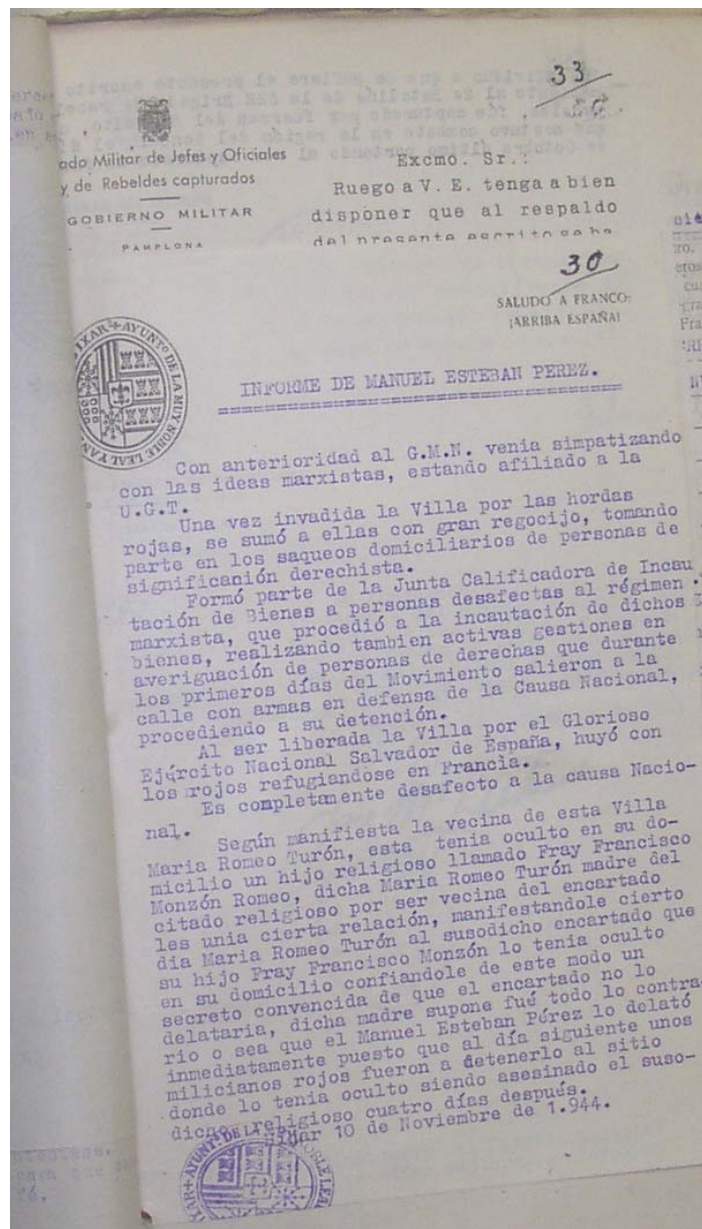 33
ado Militar de Jefes y Oficiales
y de Rebeldes capturados
GOBIERNO MILITAR
PAMPLONA
Excmo. Sr.:
Ruego a V. E. tenga a bien
disponer que al respaldo
del presente escrito se ha
30
SALUDO A FRANCO:
¡ARRIBA ESPAÑA!
IXAR + AYUNTO DE LA MUY NOBLE LEAL Y AN
INFORME DE MANUEL ESTEBAN PEREZ.
Con anterioridad al G.M.N. venia simpatizando
con las ideas marxistas, estando afiliado a la
U.G.T.
Una vez invadida la Villa por las hordas
rojas, se sumó a ellas con gran regocijo, tomando
parte en los saqueos domiciliarios de personas de
significanión derechista.
Formó parte de la Junta Calificadora de Incau
tación de Bienes a personas desafectas al régimen
marxista, que procedió a la incautación de dichos
bienes, realizando tambien activas gestiones en
averiguación de personas de derechas que durante
los primeros días del Movimiento salieron a la
calle con armas en defensa de la Causa Nacional,
procediendo a su detención.
Al ser liberada la Villa por el Glorioso
Ejército Nacional Salvador de España, huyó con
los rojos refugiandose en Francia.
Es completamente desafecto a la causa Nacio-
nal.
Según manifiesta la vecina de esta Villa
Maria Romeo Turón, esta tenia oculto en su do-
micilio un hijo religioso llamado Fray Francisco
Monzón Romeo, dicha Maria Romeo Turón madre del
citado religioso por ser vecina del encartado
les unia cierta relación, manifestandole cierto
dia Maria Romeo Turón al susodicho encartado que
su hijo Fray Francisco Monzón lo tenia oculto
en su domicilio confiandole de este modo un
secreto convencida de que el encartado no lo
delataria, dicha madre supone fué todo lo contra-
rio o sea que el Manuel Esteban Pérez lo delató
inmediatamente puesto que al día siguiente unos
milicianos rojos fueron a detenerlo al sitio
donde lo tenia oculto siendo asesinado el suso-
dicho religioso cuatro días después.
10 de Noviembre de 1.944.